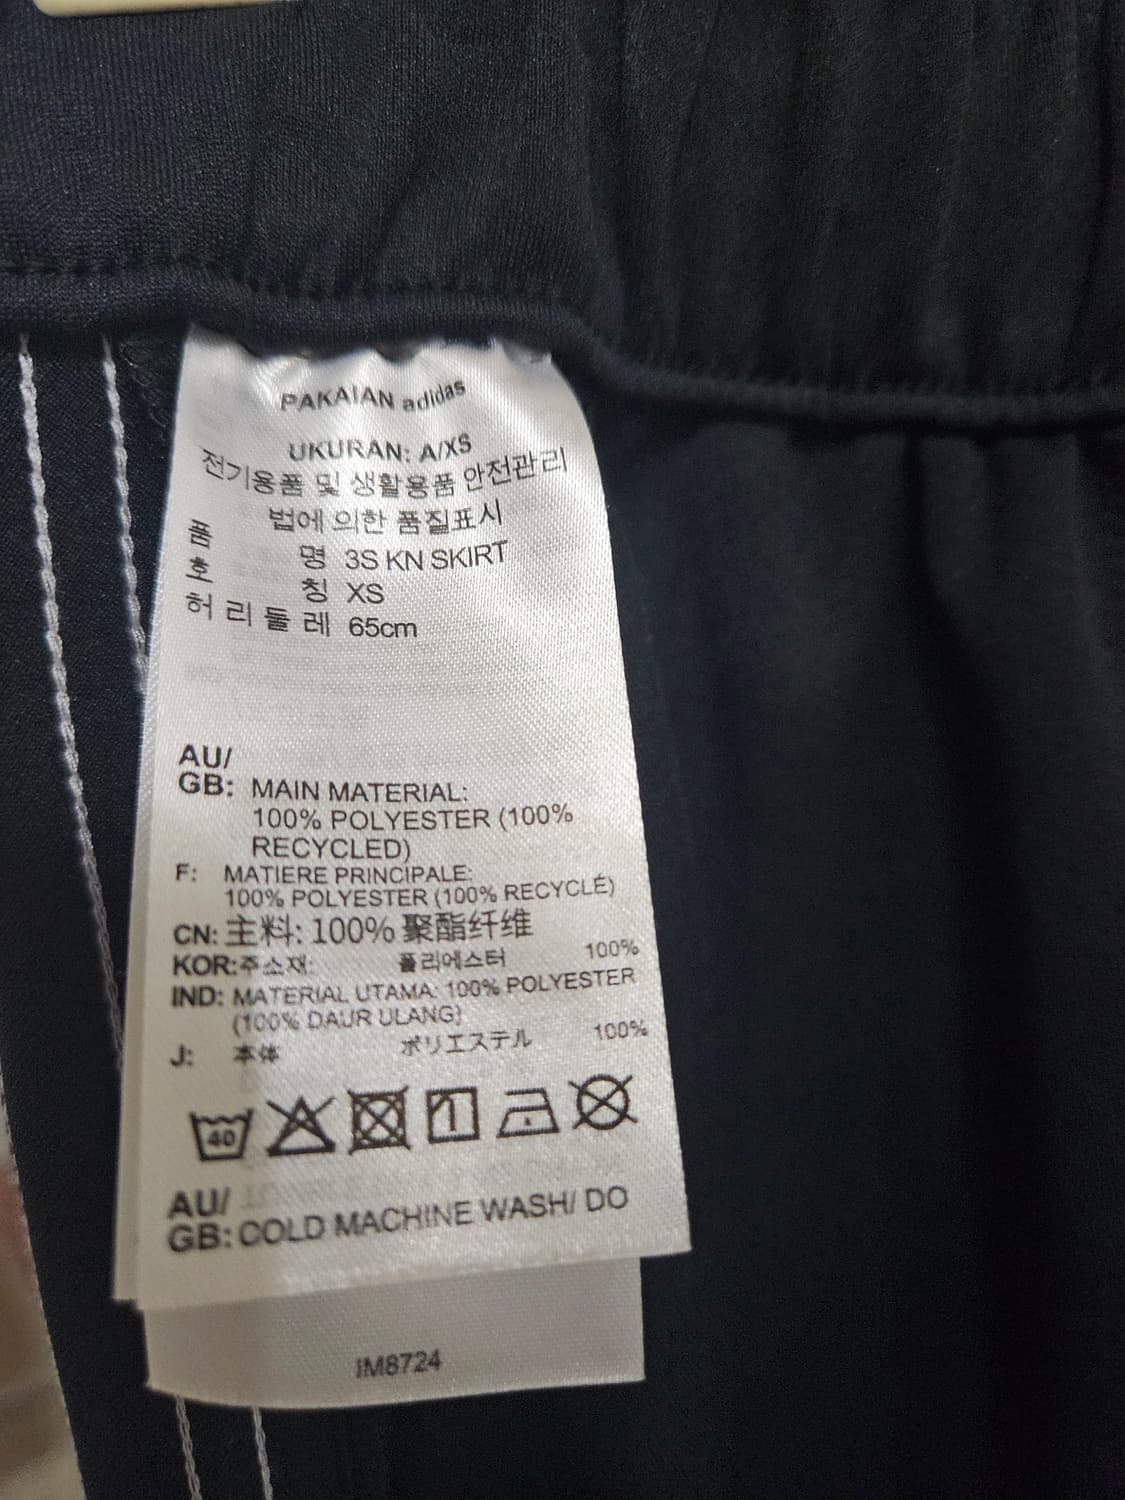 PAKAIAN adidas
UKURAN: A/XS
전기용품 및 생활용품 안전관리
법에 의한 품질표시
품 명 3S KN SKIRT
호 칭 XS
허 리 둘 레 65cm
AU/
GB: MAIN MATERIAL:
100% POLYESTER (100%
RECYCLED)
F: MATIERE PRINCIPALE:
100% POLYESTER (100% RECYCLÉ)
CN: 主料: 100% 聚酯纤维
KOR: 주소재: 폴리에스터 100%
IND: MATERIAL UTAMA: 100% POLYESTER
(100% DAUR ULANG)
J: 本体 ポリエステル 100%
40 1
AU/
GB: COLD MACHINE WASH/ DO
IM8724